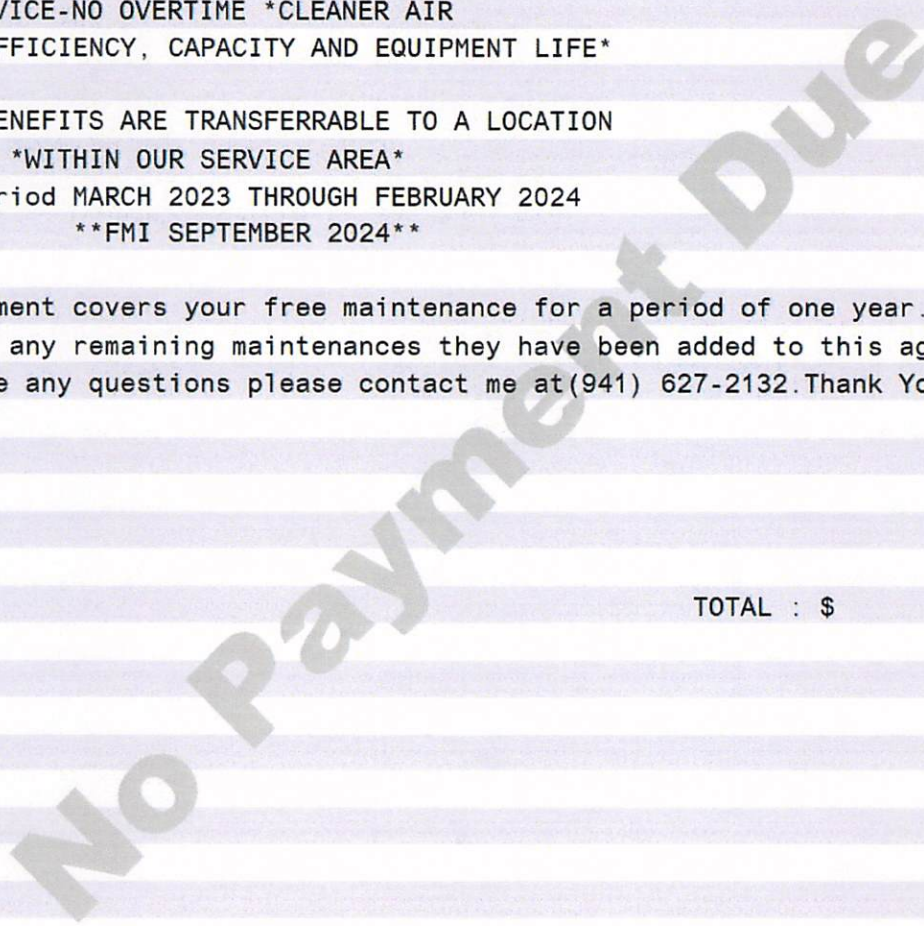 VICE-NO OVERTIME *CLEANER AIR
FFICIENCY, CAPACITY AND EQUIPMENT LIFE*
ENEFITS ARE TRANSFERRABLE TO A LOCATION
*WITHIN OUR SERVICE AREA*
riod MARCH 2023 THROUGH FEBRUARY 2024
**FMI SEPTEMBER 2024**
ment covers your free maintenance for a period of one year.
any remaining maintenances they have been added to this ag
e any questions please contact me at(941) 627-2132.Thank Yo
TOTAL : $
No Payment Due